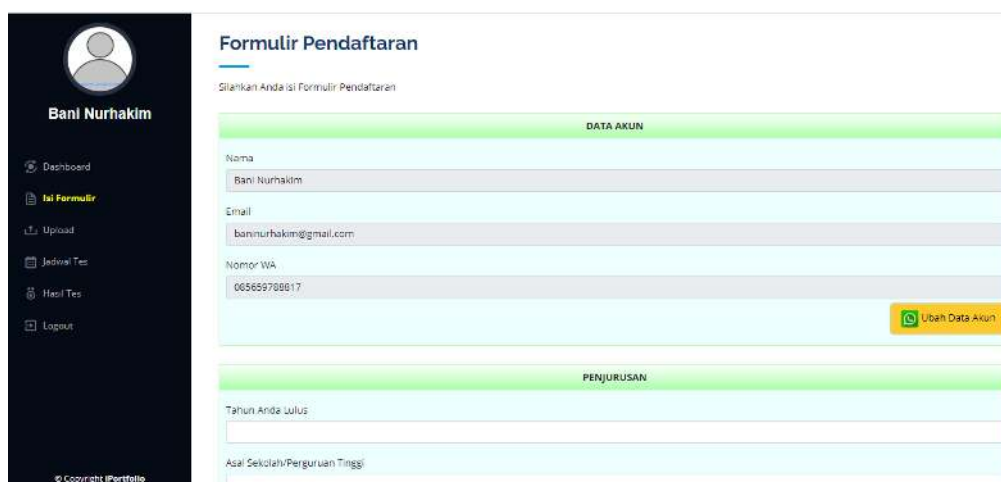 Bani Nurhakim
Dashboard
Isi Formulir
Upload
Jadwal Tes
Hasil Tes
Logout
© Copyright iPortfolio
Formulir Pendaftaran
Silahkan Anda isi Formulir Pendaftaran
DATA AKUN
Nama
Bani Nurhakim
Email
baninurhakim@gmail.com
Nomor WA
085659788817
Ubah Data Akun
PENJURUSAN
Tahun Anda Lulus
Asal Sekolah/Perguruan Tinggi